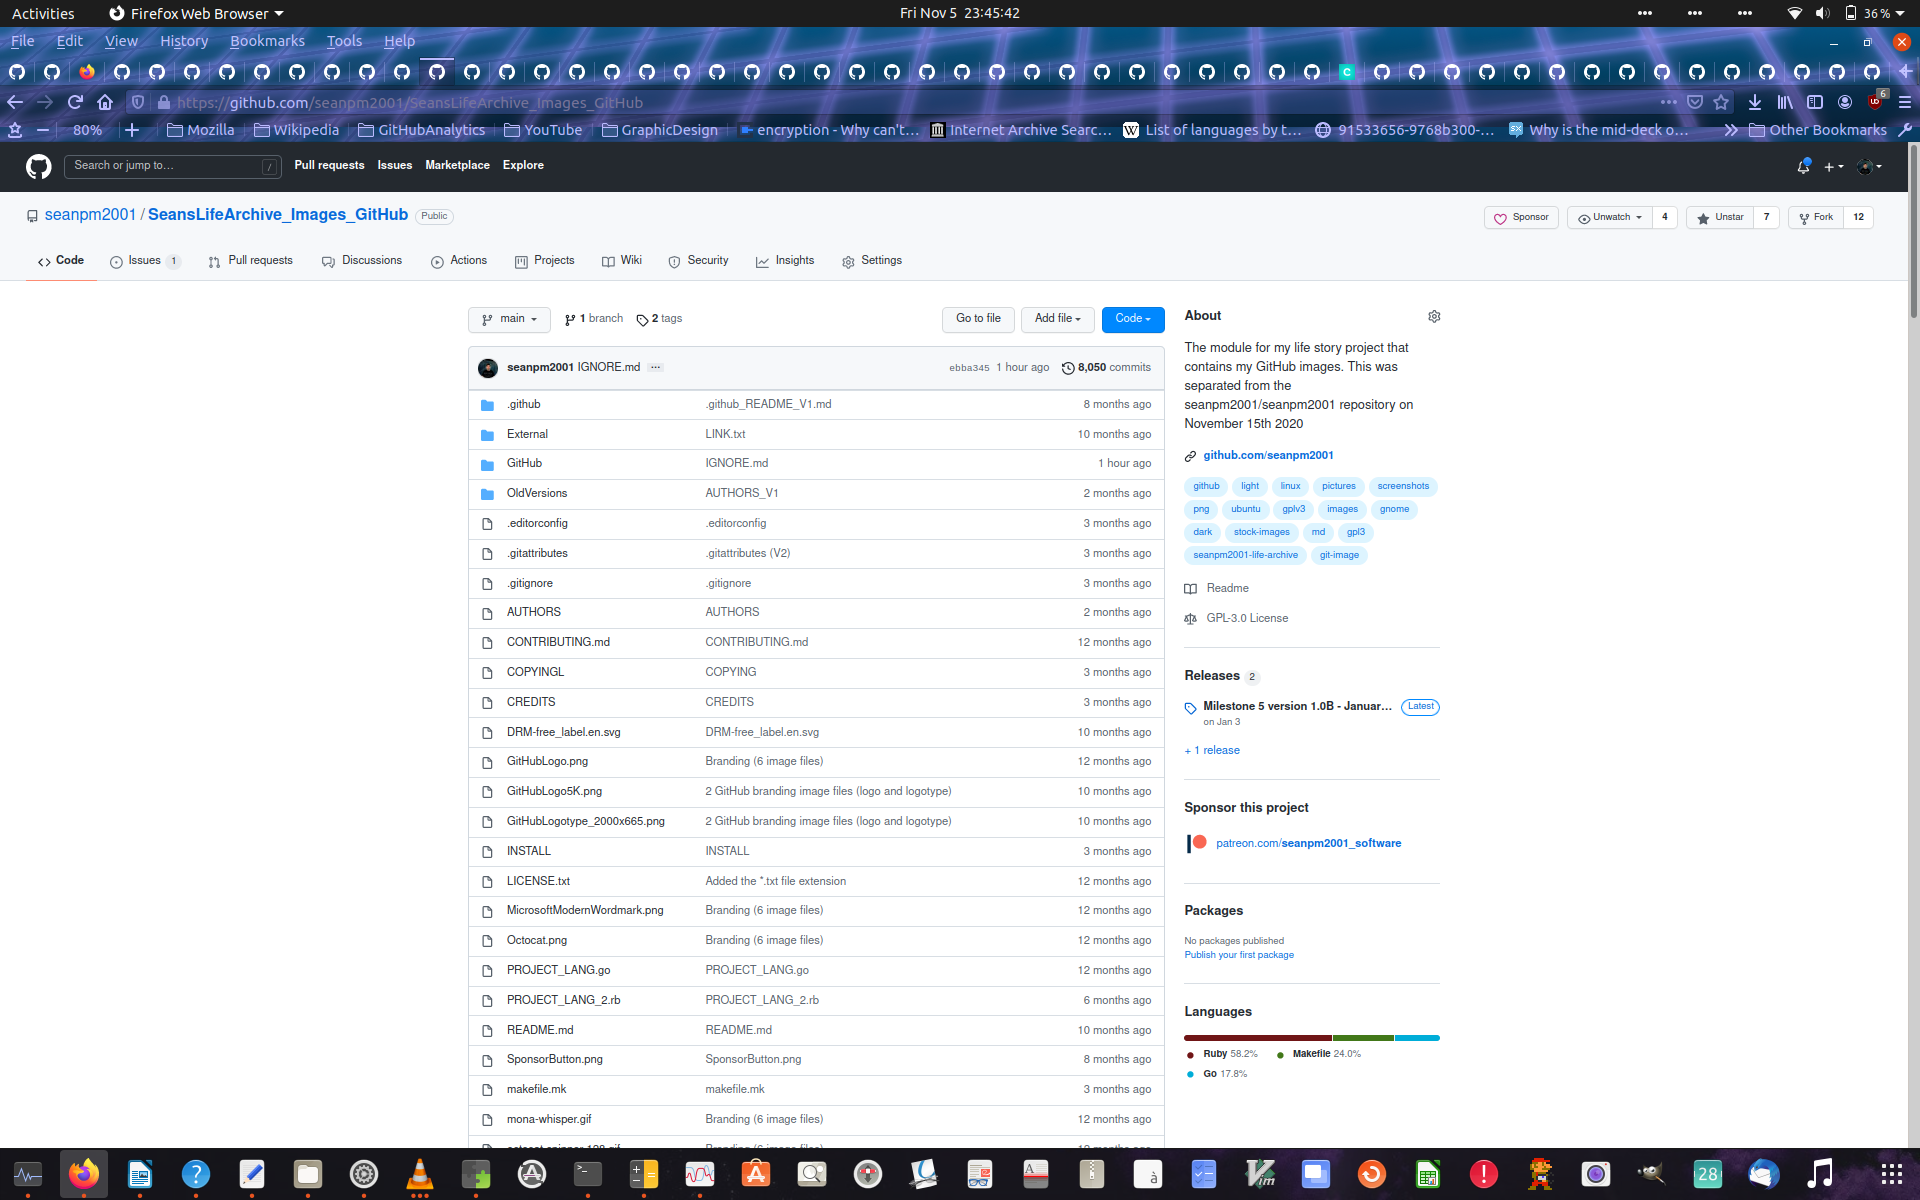 Activities Firefox Web Browser Fri Nov 5 23:45:42 36 %
File Edit View History Bookmarks Tools Help
https://github.com/seanpm2001/SeansLifeArchive_Images_GitHub 6
80% Mozilla Wikipedia GitHubAnalytics YouTube GraphicDesign encryption - Why can't… Internet Archive Searc… List of languages by t… 91533656-9768b300-… Why is the mid-deck o… Other Bookmarks
Search or jump to… / Pull requests Issues Marketplace Explore
seanpm2001 / SeansLifeArchive_Images_GitHub Public Sponsor Unwatch 4 Unstar 7 Fork 12
Code Issues 1 Pull requests Discussions Actions Projects Wiki Security Insights Settings
main 1 branch 2 tags Go to file Add file Code
seanpm2001 IGNORE.md ebba345 1 hour ago 8,050 commits
.github .github_README_V1.md 8 months ago
External LINK.txt 10 months ago
GitHub IGNORE.md 1 hour ago
OldVersions AUTHORS_V1 2 months ago
.editorconfig .editorconfig 3 months ago
.gitattributes .gitattributes (V2) 3 months ago
.gitignore .gitignore 3 months ago
AUTHORS AUTHORS 2 months ago
CONTRIBUTING.md CONTRIBUTING.md 12 months ago
COPYINGL COPYING 3 months ago
CREDITS CREDITS 3 months ago
DRM-free_label.en.svg DRM-free_label.en.svg 10 months ago
GitHubLogo.png Branding (6 image files) 12 months ago
GitHubLogo5K.png 2 GitHub branding image files (logo and logotype) 10 months ago
GitHubLogotype_2000x665.png 2 GitHub branding image files (logo and logotype) 10 months ago
INSTALL INSTALL 3 months ago
LICENSE.txt Added the *.txt file extension 12 months ago
MicrosoftModernWordmark.png Branding (6 image files) 12 months ago
Octocat.png Branding (6 image files) 12 months ago
PROJECT_LANG.go PROJECT_LANG.go 12 months ago
PROJECT_LANG_2.rb PROJECT_LANG_2.rb 6 months ago
README.md README.md 10 months ago
SponsorButton.png SponsorButton.png 8 months ago
makefile.mk makefile.mk 3 months ago
mona-whisper.gif Branding (6 image files) 12 months ago
About
The module for my life story project that
contains my GitHub images. This was
separated from the
seanpm2001/seanpm2001 repository on
November 15th 2020
github.com/seanpm2001
github light linux pictures screenshots
png ubuntu gplv3 images gnome
dark stock-images md gpl3
seanpm2001-life-archive git-image
Readme
GPL-3.0 License
Releases 2
Milestone 5 version 1.0B - Januar... Latest
on Jan 3
+ 1 release
Sponsor this project
patreon.com/seanpm2001_software
Packages
No packages published
Publish your first package
Languages
Ruby 58.2% Makefile 24.0%
Go 17.8%
28